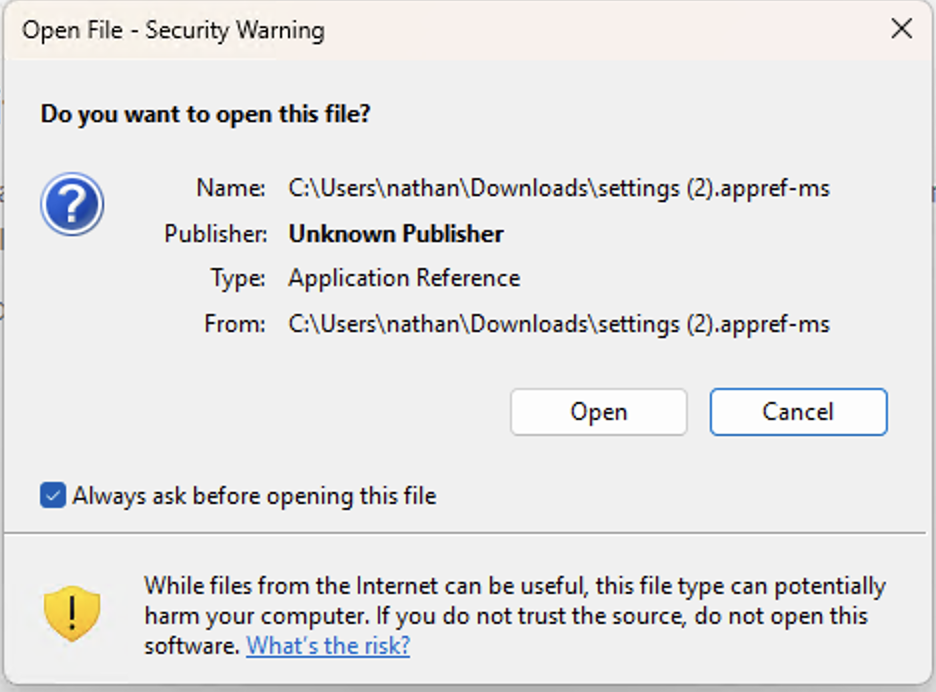 Open File - Security Warning
Do you want to open this file?
Name: C:\Users\nathan\Downloads\settings (2).appref-ms
Publisher: Unknown Publisher
Type: Application Reference
From: C:\Users\nathan\Downloads\settings (2).appref-ms
Open Cancel
Always ask before opening this file
While files from the Internet can be useful, this file type can potentially
harm your computer. If you do not trust the source, do not open this
software. What's the risk?